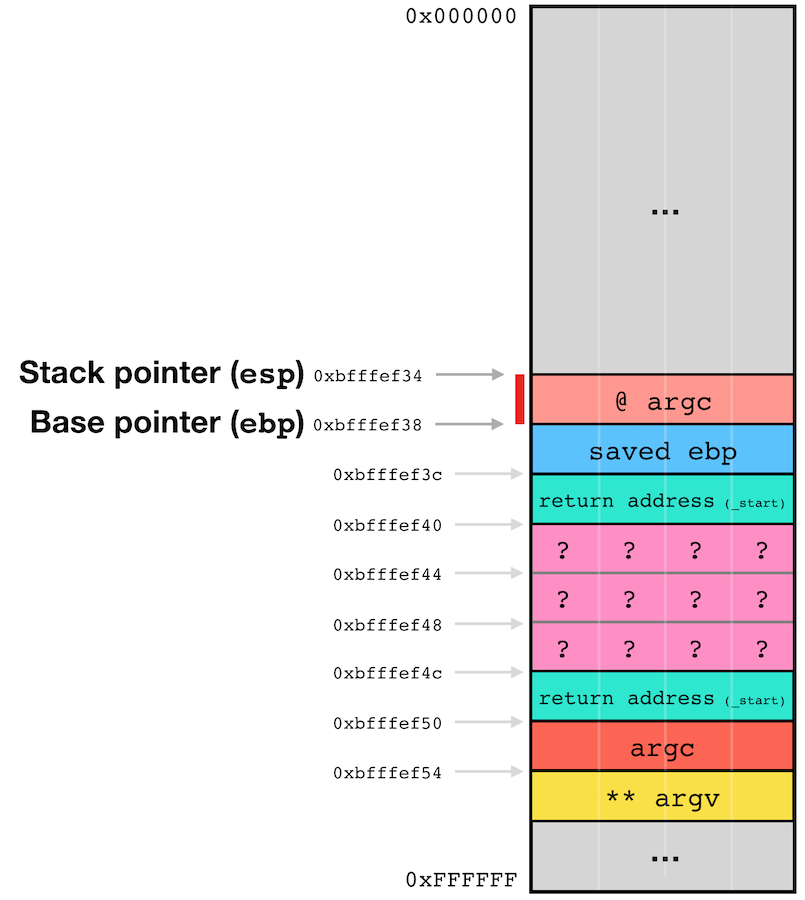 0x000000
...
Stack pointer (esp) 0xbfffef34
@ argc
Base pointer (ebp) 0xbfffef38
saved ebp
0xbfffef3c
return address (_start)
0xbfffef40
? ? ? ?
0xbfffef44
? ? ? ?
0xbfffef48
? ? ? ?
0xbfffef4c
return address (_start)
0xbfffef50
argc
0xbfffef54
** argv
...
0xFFFFFF